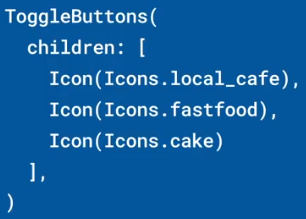 ToggleButtons(
  children: [
    Icon(Icons.local_cafe),
    Icon(Icons.fastfood),
    Icon(Icons.cake)
  ],
)